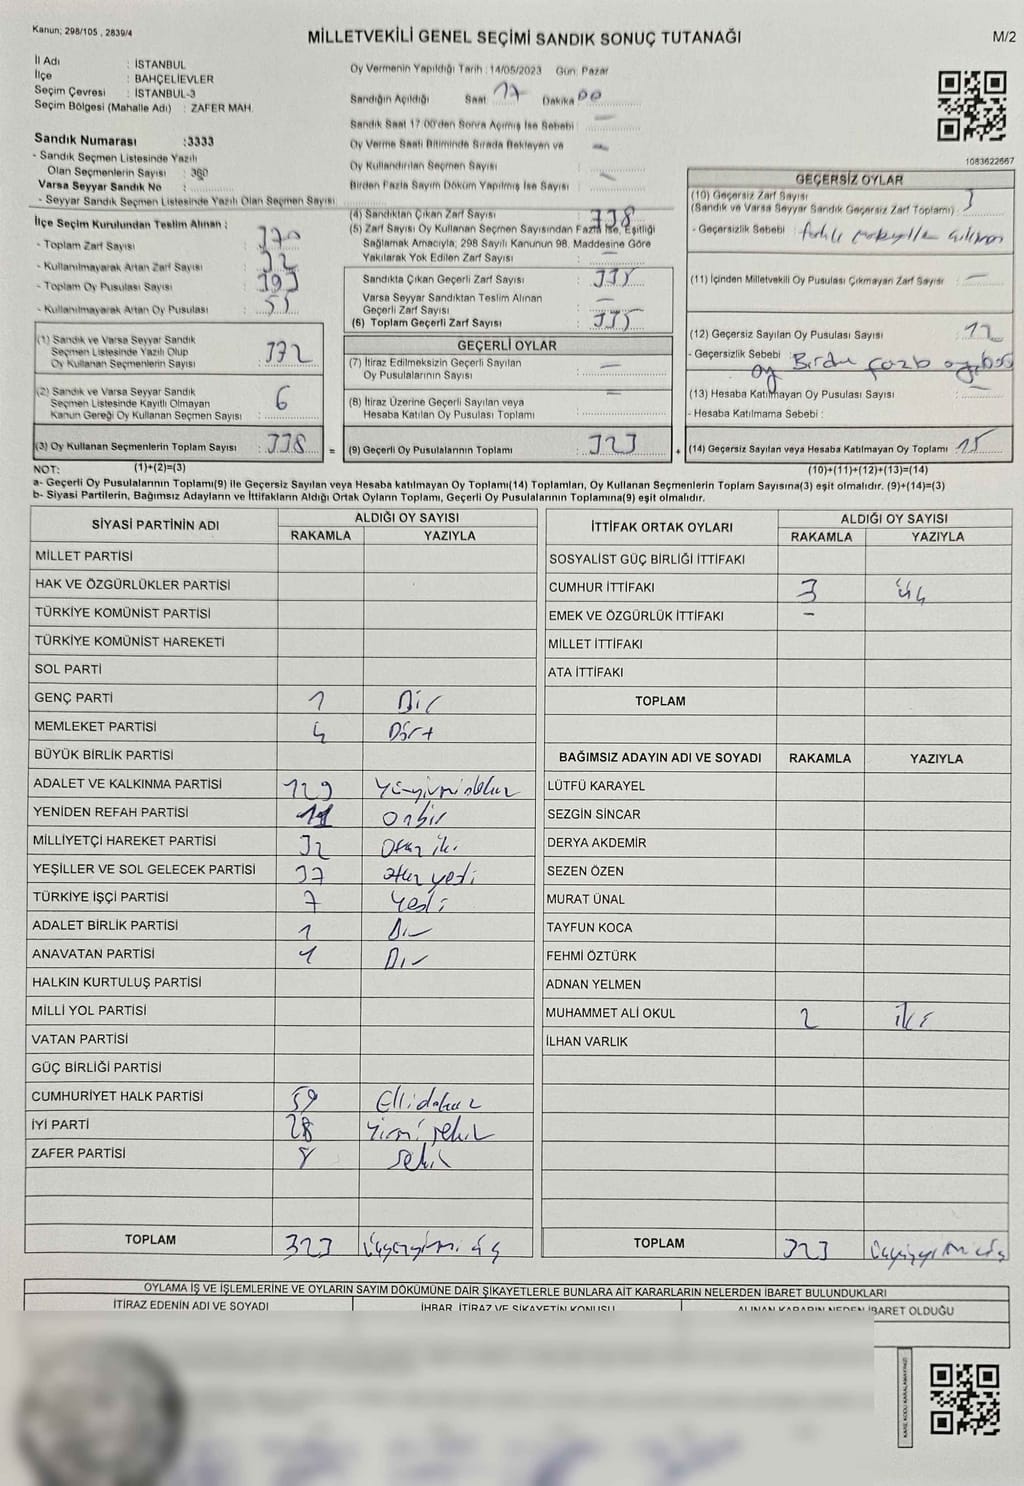 Kanun; 298/105 , 2839/4
MİLLETVEKİLİ GENEL SEÇİMİ SANDIK SONUÇ TUTANAĞI
M/2
İl Adı : İSTANBUL
İlçe : BAHÇELİEVLER
Seçim Çevresi : İSTANBUL-3
Seçim Bölgesi (Mahalle Adı) : ZAFER MAH.
Sandık Numarası :3333
- Sandık Seçmen Listesinde Yazılı
Olan Seçmenlerin Sayısı : 380
Varsa Seyyar Sandık No :
- Seyyar Sandık Seçmen Listesinde Yazılı Olan Seçmen Sayısı
Oy Vermenin Yapıldığı Tarih : 14/05/2023 Gün: Pazar
Sandığın Açıldığı Saat 17 Dakika 00
Sandık Saat 17.00'den Sonra Açılmış İse Sebebi : —
Oy Verme Saati Bitiminde Sırada Bekleyen ve
Oy Kullandırılan Seçmen Sayısı : —
Birden Fazla Sayım Döküm Yapılmış İse Sayısı : —
1083622667
İlçe Seçim Kurulundan Teslim Alınan :
- Toplam Zarf Sayısı : 370
- Kullanılmayarak Artan Zarf Sayısı : 32
- Toplam Oy Pusulası Sayısı : 393
- Kullanılmayarak Artan Oy Pusulası : 55
(1) Sandık ve Varsa Seyyar Sandık
Seçmen Listesinde Yazılı Olup
Oy Kullanan Seçmenlerin Sayısı : 332
(2) Sandık ve Varsa Seyyar Sandık
Seçmen Listesinde Kayıtlı Olmayan
Kanun Gereği Oy Kullanan Seçmen Sayısı : 6
(3) Oy Kullanan Seçmenlerin Toplam Sayısı : 338 =
(4) Sandıktan Çıkan Zarf Sayısı : 338
(5) Zarf Sayısı Oy Kullanan Seçmen Sayısından Fazla İse, Eşitliği
Sağlamak Amacıyla; 298 Sayılı Kanunun 98. Maddesine Göre
Yakılarak Yok Edilen Zarf Sayısı : —
Sandıkta Çıkan Geçerli Zarf Sayısı : 335
Varsa Seyyar Sandıktan Teslim Alınan
Geçerli Zarf Sayısı : —
(6) Toplam Geçerli Zarf Sayısı : 335
GEÇERLİ OYLAR
(7) İtiraz Edilmeksizin Geçerli Sayılan
Oy Pusulalarının Sayısı : —
(8) İtiraz Üzerine Geçerli Sayılan veya
Hesaba Katılan Oy Pusulası Toplamı : —
(9) Geçerli Oy Pusulalarının Toplamı : 323 +
GEÇERSİZ OYLAR
(10) Geçersiz Zarf Sayısı
(Sandık ve Varsa Seyyar Sandık Geçersiz Zarf Toplamı) : 3
- Geçersizlik Sebebi :
(11) İçinden Milletvekili Oy Pusulası Çıkmayan Zarf Sayısı : —
(12) Geçersiz Sayılan Oy Pusulası Sayısı : 12
- Geçersizlik Sebebi : Birden fazla
oy
(13) Hesaba Katılmayan Oy Pusulası Sayısı : —
- Hesaba Katılmama Sebebi :
(14) Geçersiz Sayılan veya Hesaba Katılmayan Oy Toplamı : 15
NOT: (1)+(2)=(3)
(10)+(11)+(12)+(13)=(14)
a- Geçerli Oy Pusulalarının Toplamı(9) ile Geçersiz Sayılan veya Hesaba katılmayan Oy Toplamı(14) Toplamları, Oy Kullanan Seçmenlerin Toplam Sayısına(3) eşit olmalıdır. (9)+(14)=(3)
b- Siyasi Partilerin, Bağımsız Adayların ve İttifakların Aldığı Ortak Oyların Toplamı, Geçerli Oy Pusulalarının Toplamına(9) eşit olmalıdır.
SİYASİ PARTİNİN ADI ALDIĞI OY SAYISI
RAKAMLA YAZIYLA
MİLLET PARTİSİ
HAK VE ÖZGÜRLÜKLER PARTİSİ
TÜRKİYE KOMÜNİST PARTİSİ
TÜRKİYE KOMÜNİST HAREKETİ
SOL PARTİ
GENÇ PARTİ 1 Bir
MEMLEKET PARTİSİ 4 Dört
BÜYÜK BİRLİK PARTİSİ
ADALET VE KALKINMA PARTİSİ 129 Yüzyirmidokuz
YENİDEN REFAH PARTİSİ 11 Onbir
MİLLİYETÇİ HAREKET PARTİSİ 32 Otuz iki
YEŞİLLER VE SOL GELECEK PARTİSİ 37 otuz yedi
TÜRKİYE İŞÇİ PARTİSİ 7 Yedi
ADALET BİRLİK PARTİSİ 1 Bir
ANAVATAN PARTİSİ 1 Bir
HALKIN KURTULUŞ PARTİSİ
MİLLİ YOL PARTİSİ
VATAN PARTİSİ
GÜÇ BİRLİĞİ PARTİSİ
CUMHURİYET HALK PARTİSİ 59 Ellidokuz
İYİ PARTİ 28 Yirmi sekiz
ZAFER PARTİSİ 8 Sekiz
TOPLAM 323 Üçyüzyirmi üç
İTTİFAK ORTAK OYLARI ALDIĞI OY SAYISI
RAKAMLA YAZIYLA
SOSYALİST GÜÇ BİRLİĞİ İTTİFAKI
CUMHUR İTTİFAKI 3 üç
EMEK VE ÖZGÜRLÜK İTTİFAKI –
MİLLET İTTİFAKI
ATA İTTİFAKI
TOPLAM
BAĞIMSIZ ADAYIN ADI VE SOYADI RAKAMLA YAZIYLA
LÜTFÜ KARAYEL
SEZGİN SİNCAR
DERYA AKDEMİR
SEZEN ÖZEN
MURAT ÜNAL
TAYFUN KOCA
FEHMİ ÖZTÜRK
ADNAN YELMEN
MUHAMMET ALİ OKUL 2 iki
İLHAN VARLIK
TOPLAM 323 Üçyüzyirmi üç
OYLAMA İŞ VE İŞLEMLERİNE VE OYLARIN SAYIM DÖKÜMÜNE DAİR ŞİKAYETLERLE BUNLARA AİT KARARLARIN NELERDEN İBARET BULUNDUKLARI
İTİRAZ EDENİN ADI VE SOYADI İHBAR, İTİRAZ VE ŞİKAYETİN KONUSU ALINAN KARARIN NEDEN İBARET OLDUĞU
KARE KODU KARALAMAYINIZ!